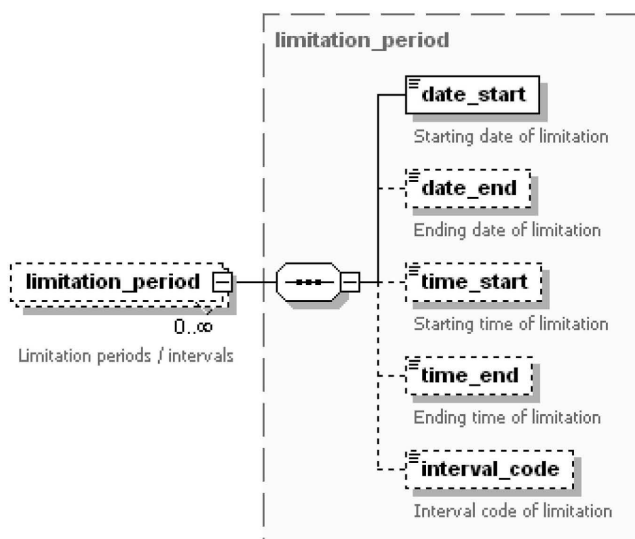 limitation_period
date_start
Starting date of limitation
date_end
Ending date of limitation
limitation_period
0..∞
Limitation periods / intervals
time_start
Starting time of limitation
time_end
Ending time of limitation
interval_code
Interval code of limitation